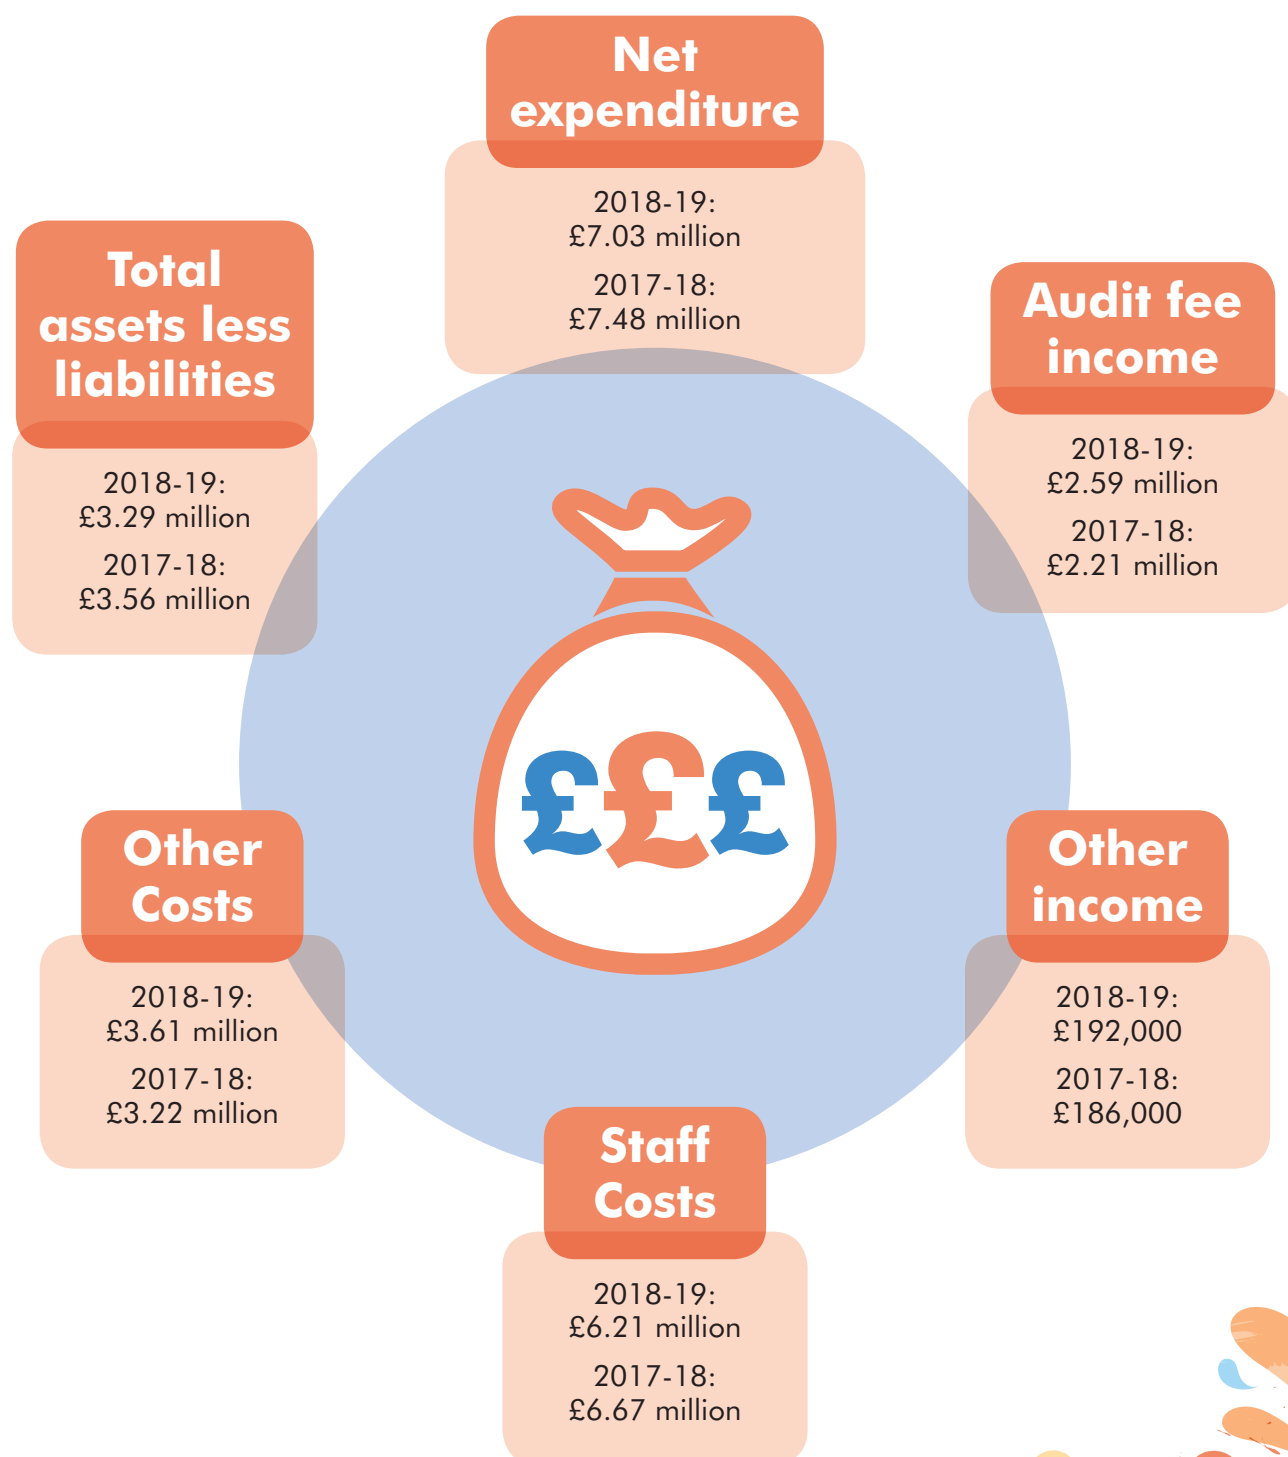 Net
expenditure
2018-19:
£7.03 million
2017-18:
£7.48 million
Total
assets less
liabilities
2018-19:
£3.29 million
2017-18:
£3.56 million
Audit fee
income
2018-19:
£2.59 million
2017-18:
£2.21 million
£££
Other
Costs
2018-19:
£3.61 million
2017-18:
£3.22 million
Other
income
2018-19:
£192,000
2017-18:
£186,000
Staff
Costs
2018-19:
£6.21 million
2017-18:
£6.67 million